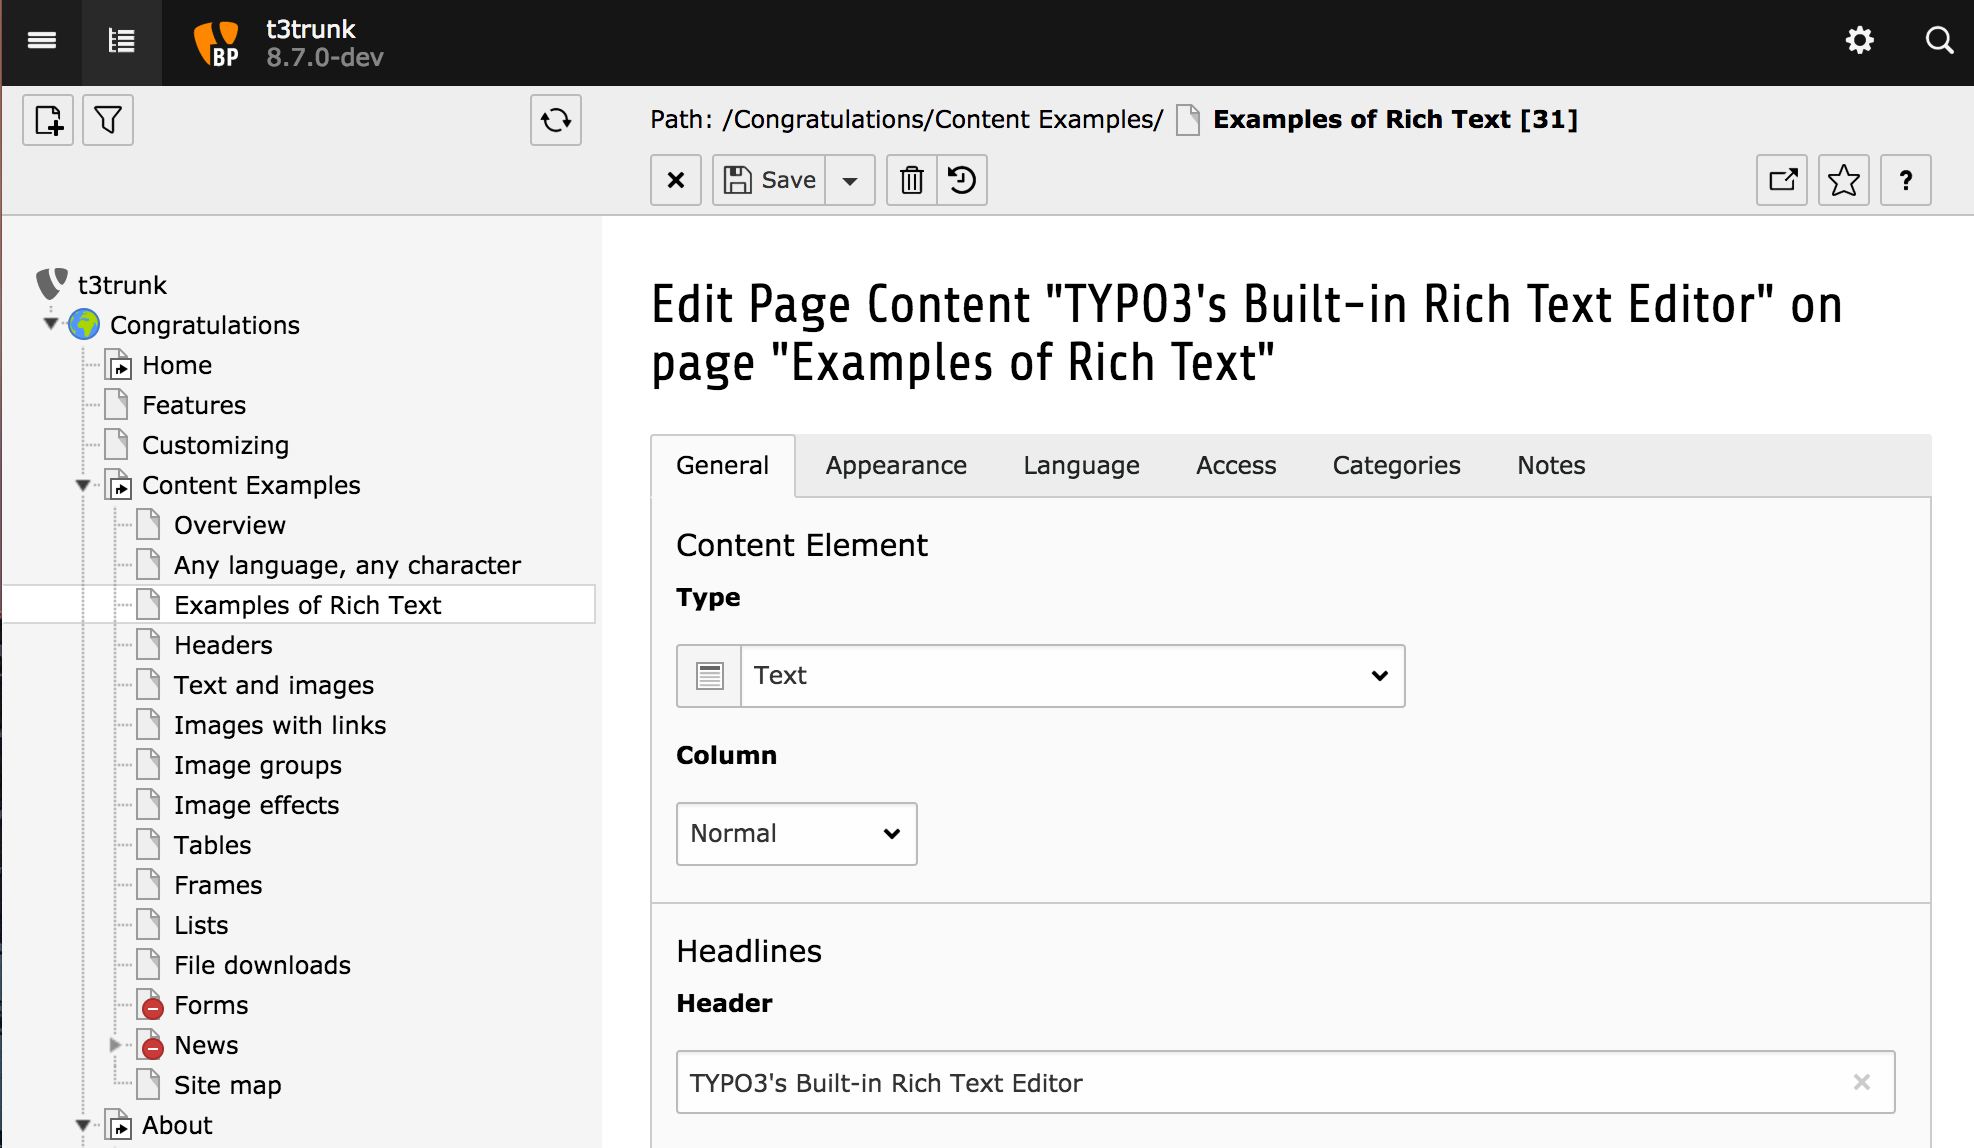 t3trunk
8.7.0-dev
BP
Path: /Congratulations/Content Examples/ Examples of Rich Text [31]
Save
?
t3trunk
Congratulations
Home
Features
Customizing
Content Examples
Overview
Any language, any character
Examples of Rich Text
Headers
Text and images
Images with links
Image groups
Image effects
Tables
Frames
Lists
File downloads
Forms
News
Site map
About
Edit Page Content "TYPO3's Built-in Rich Text Editor" on
page "Examples of Rich Text"
General Appearance Language Access Categories Notes
Content Element
Type
Text
Column
Normal
Headlines
Header
TYPO3's Built-in Rich Text Editor